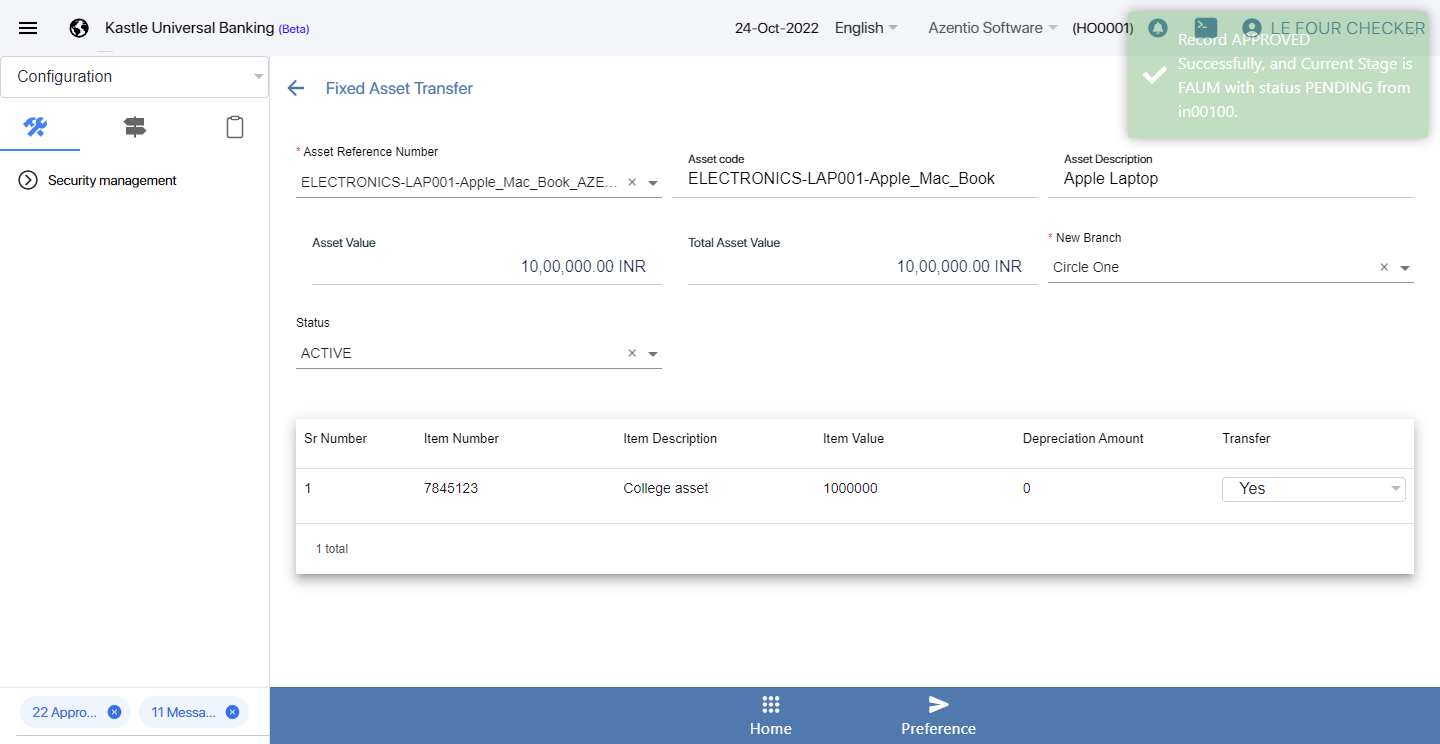 Kastle Universal Banking (Beta)
24-Oct-2022
English
Azentio Software
(HO0001)
LE FOUR CHECKER
Record APPROVED
Successfully, and Current Stage is
FAUM with status PENDING from
in00100.
Configuration
Security management
Fixed Asset Transfer
* Asset Reference Number
ELECTRONICS-LAP001-Apple_Mac_Book_AZE...
Asset code
ELECTRONICS-LAP001-Apple_Mac_Book
Asset Description
Apple Laptop
Asset Value
10,00,000.00 INR
Total Asset Value
10,00,000.00 INR
* New Branch
Circle One
Status
ACTIVE
Sr Number Item Number Item Description Item Value Depreciation Amount Transfer
1 7845123 College asset 1000000 0 Yes
1 total
22 Appro...
11 Messa...
Home
Preference